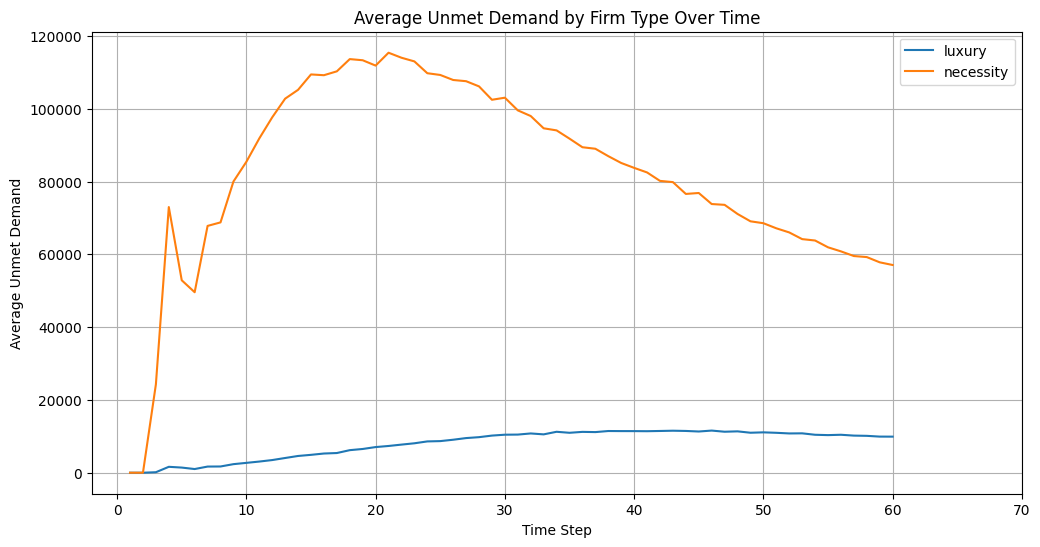 Average Unmet Demand by Firm Type Over Time
luxury
necessity
Average Unmet Demand
120000
100000
80000
60000
40000
20000
0
0 10 20 30 40 50 60 70
Time Step